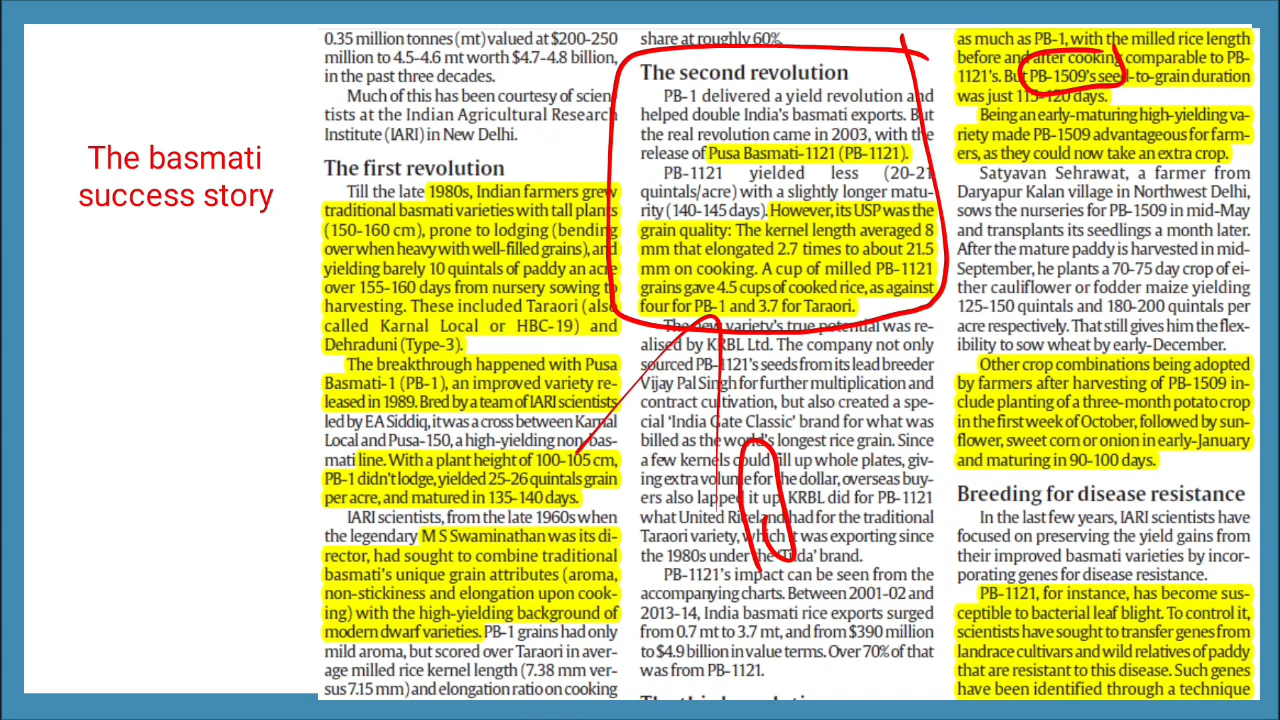 The basmati
success story
0.35 million tonnes (mt) valued at $200-250
million to 4.5-4.6 mt worth $4.7-4.8 billion,
in the past three decades.
Much of this has been courtesy of scien-
tists at the Indian Agricultural Research
Institute (IARI) in New Delhi.
The first revolution
Till the late 1980s, Indian farmers grew
traditional basmati varieties with tall plants
(150-160 cm), prone to lodging (bending
over when heavy with well-filled grains), and
yielding barely 10 quintals of paddy an acre
over 155-160 days from nursery sowing to
harvesting. These included Taraori (also
called Karnal Local or HBC-19) and
Dehraduni (Type-3).
The breakthrough happened with Pusa
Basmati-1 (PB-1), an improved variety re-
leased in 1989. Bred by a team of IARI scientists
led by EA Siddiq, it was a cross between Karnal
Local and Pusa-150, a high-yielding non-bas-
mati line. With a plant height of 100-105 cm,
PB-1 didn't lodge, yielded 25-26 quintals grain
per acre, and matured in 135-140 days.
IARI scientists, from the late 1960s when
the legendary M S Swaminathan was its di-
rector, had sought to combine traditional
basmati's unique grain attributes (aroma,
non-stickiness and elongation upon cook-
ing) with the high-yielding background of
modern dwarf varieties. PB-1 grains had only
mild aroma, but scored over Taraori in aver-
age milled rice kernel length (7.38 mm ver-
sus 7.15 mm) and elongation ratio on cooking
share at roughly 60%.
The second revolution
PB-1 delivered a yield revolution and
helped double India's basmati exports. But
the real revolution came in 2003, with the
release of Pusa Basmati-1121 (PB-1121).
PB-1121 yielded less (20-21
quintals/acre) with a slightly longer matu-
rity (140-145 days). However, its USP was the
grain quality: The kernel length averaged 8
mm that elongated 2.7 times to about 21.5
mm on cooking. A cup of milled PB-1121
grains gave 4.5 cups of cooked rice, as against
four for PB-1 and 3.7 for Taraori.
The new variety's true potential was re-
alised by KRBL Ltd. The company not only
sourced PB-1121's seeds from its lead breeder
Vijay Pal Singh for further multiplication and
contract cultivation, but also created a spe-
cial 'India Gate Classic' brand for what was
billed as the world's longest rice grain. Since
a few kernels could fill up whole plates, giv-
ing extra volume for the dollar, overseas buy-
ers also lapped it up. KRBL did for PB-1121
what United Riceland had for the traditional
Taraori variety, which it was exporting since
the 1980s under the 'Tilda' brand.
PB-1121's impact can be seen from the
accompanying charts. Between 2001-02 and
2013-14, India basmati rice exports surged
from 0.7 mt to 3.7 mt, and from $390 million
to $4.9 billion in value terms. Over 70% of that
was from PB-1121.
as much as PB-1, with the milled rice length
before and after cooking comparable to PB-
1121's. But PB-1509's seed-to-grain duration
was just 115-120 days.
Being an early-maturing high-yielding va-
riety made PB-1509 advantageous for farm-
ers, as they could now take an extra crop.
Satyavan Sehrawat, a farmer from
Daryapur Kalan village in Northwest Delhi,
sows the nurseries for PB-1509 in mid-May
and transplants its seedlings a month later.
After the mature paddy is harvested in mid-
September, he plants a 70-75 day crop of ei-
ther cauliflower or fodder maize yielding
125-150 quintals and 180-200 quintals per
acre respectively. That still gives him the flex-
ibility to sow wheat by early-December.
Other crop combinations being adopted
by farmers after harvesting of PB-1509 in-
clude planting of a three-month potato crop
in the first week of October, followed by sun-
flower, sweet corn or onion in early-January
and maturing in 90-100 days.
Breeding for disease resistance
In the last few years, IARI scientists have
focused on preserving the yield gains from
their improved basmati varieties by incor-
porating genes for disease resistance.
PB-1121, for instance, has become sus-
ceptible to bacterial leaf blight. To control it,
scientists have sought to transfer genes from
landrace cultivars and wild relatives of paddy
that are resistant to this disease. Such genes
have been identified through a technique